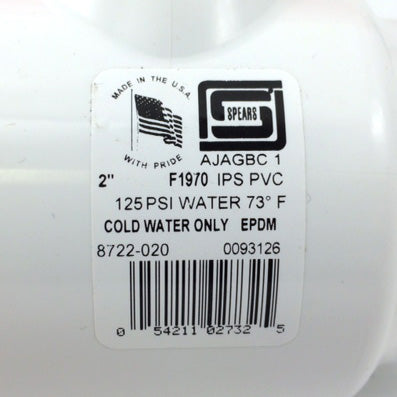 MADE IN THE U.S.A.
WITH PRIDE
SPEARS
AJAGBC 1
2" F1970 IPS PVC
125 PSI WATER 73° F
COLD WATER ONLY EPDM
8722-020 0093126
0 54211 02732 5